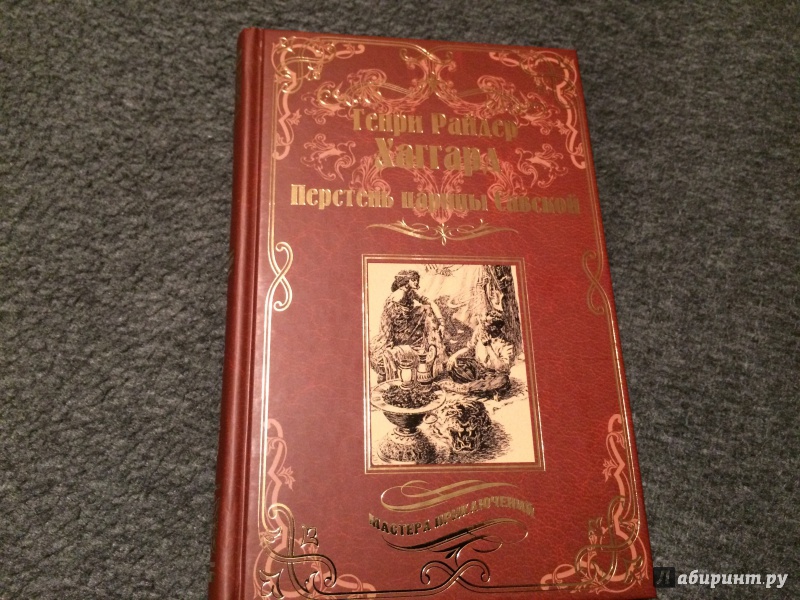 Генри Райдер
Хаггард
Перстень царицы Савской
МАСТЕРА ПРИКЛЮЧЕНИЙ
Лабиринт.ру